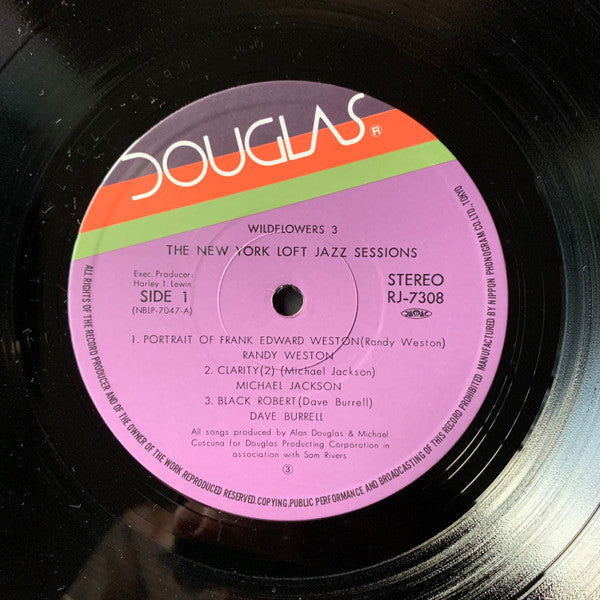 DOUGLAS®
WILDFLOWERS 3
THE NEW YORK LOFT JAZZ SESSIONS
Exec. Producer:
Harley I. Lewin
SIDE 1
(NBLP-7047-A)
STEREO
RJ-7308
1. PORTRAIT OF FRANK EDWARD WESTON(Randy Weston)
RANDY WESTON
2. CLARITY(2) (Michael Jackson)
MICHAEL JACKSON
3. BLACK ROBERT(Dave Burrell)
DAVE BURRELL
All songs produced by Alan Douglas & Michael
Cuscuna for Douglas Producting Corporation in
association with Sam Rivers
③
ALL RIGHTS OF THE RECORD PRODUCER AND OF THE OWNER OF THE WORK REPRODUCED RESERVED.COPYING,PUBLIC PERFORMANCE AND BROADCASTING OF THIS RECORD PROHIBITED MANUFACTURED BY NIPPON PHONOGRAM CO.,LTD.,TOKYO